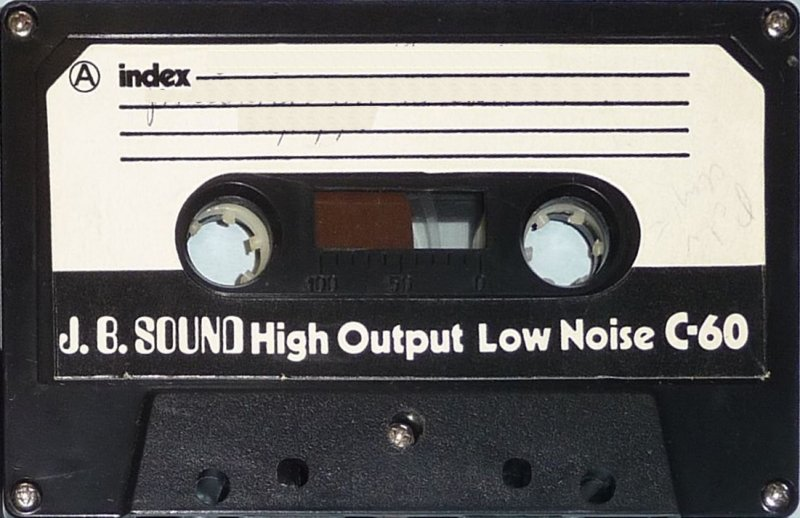 A index
100 50 0
J. B. SOUND High Output Low Noise C-60